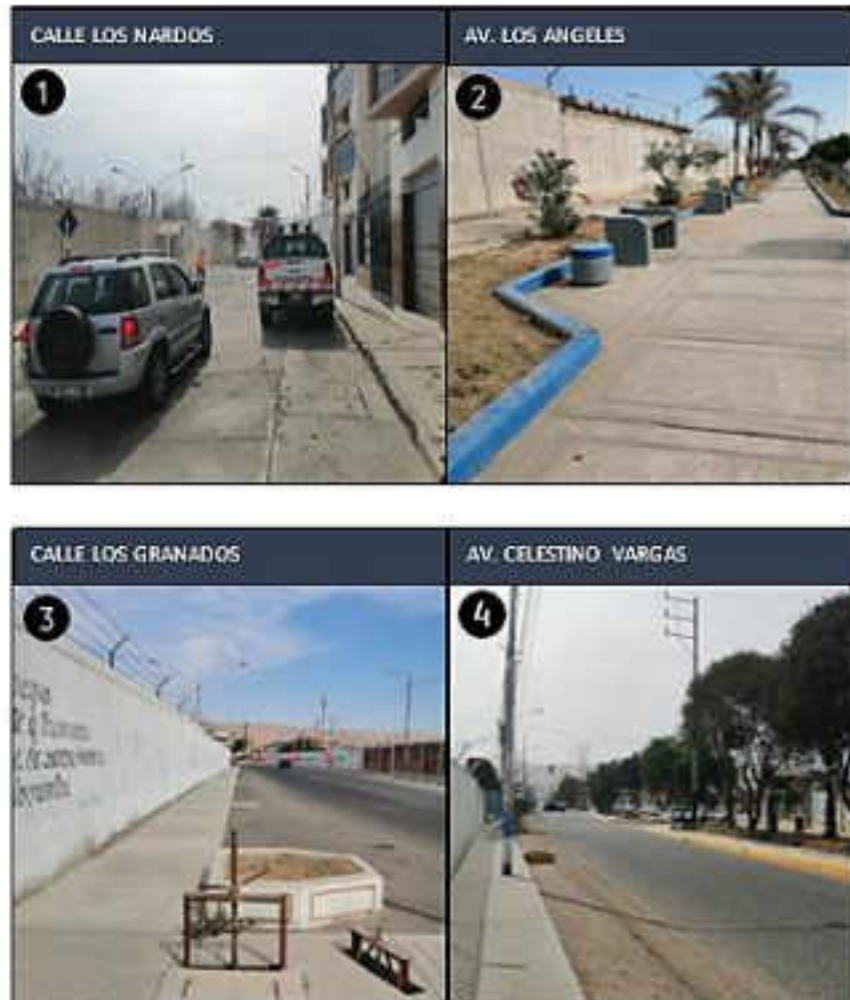 CALLE LOS NARDOS
AV. LOS ANGELES
1
2
CALLE LOS GRANADOS
AV. CELESTINO VARGAS
3
4